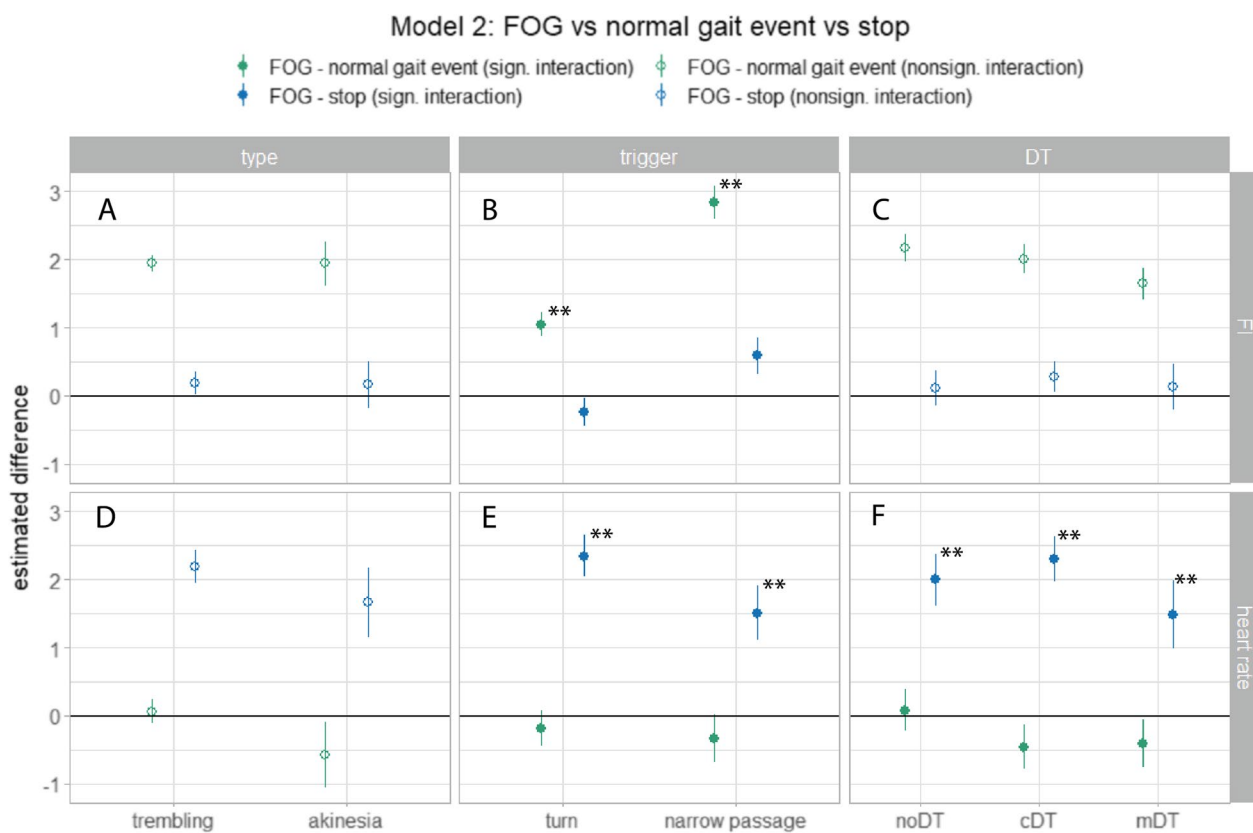 Model 2: FOG vs normal gait event vs stop
FOG - normal gait event (sign. interaction)
FOG - normal gait event (nonsign. interaction)
FOG - stop (sign. interaction)
FOG - stop (nonsign. interaction)
type
trigger
DT
A
B
C
**
**
3
2
1
0
-1
FI
estimated difference
D
E
F
**
**
**
**
**
3
2
1
0
-1
heart rate
trembling
akinesia
turn
narrow passage
noDT
cDT
mDT